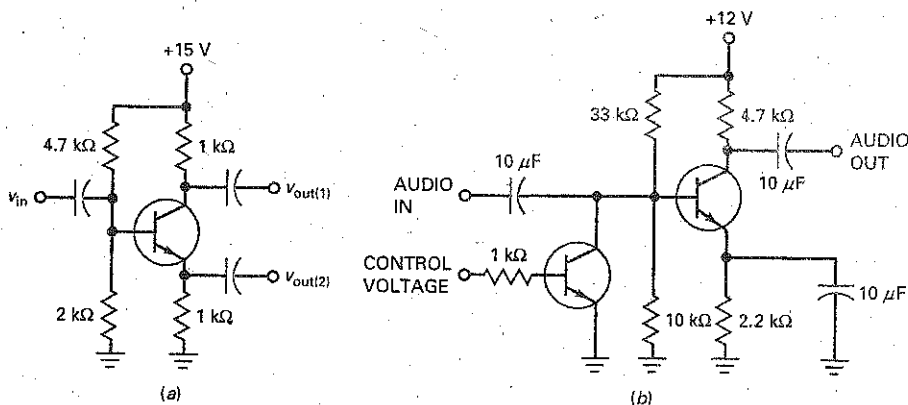 +15 V
4.7 kΩ
1 kΩ
v_in
v_out(1)
v_out(2)
2 kΩ
1 kΩ
(a)
+12 V
33 kΩ
4.7 kΩ
AUDIO
OUT
10 μF
AUDIO
IN
10 μF
CONTROL
VOLTAGE
1 kΩ
10 kΩ
2.2 kΩ
10 μF
(b)